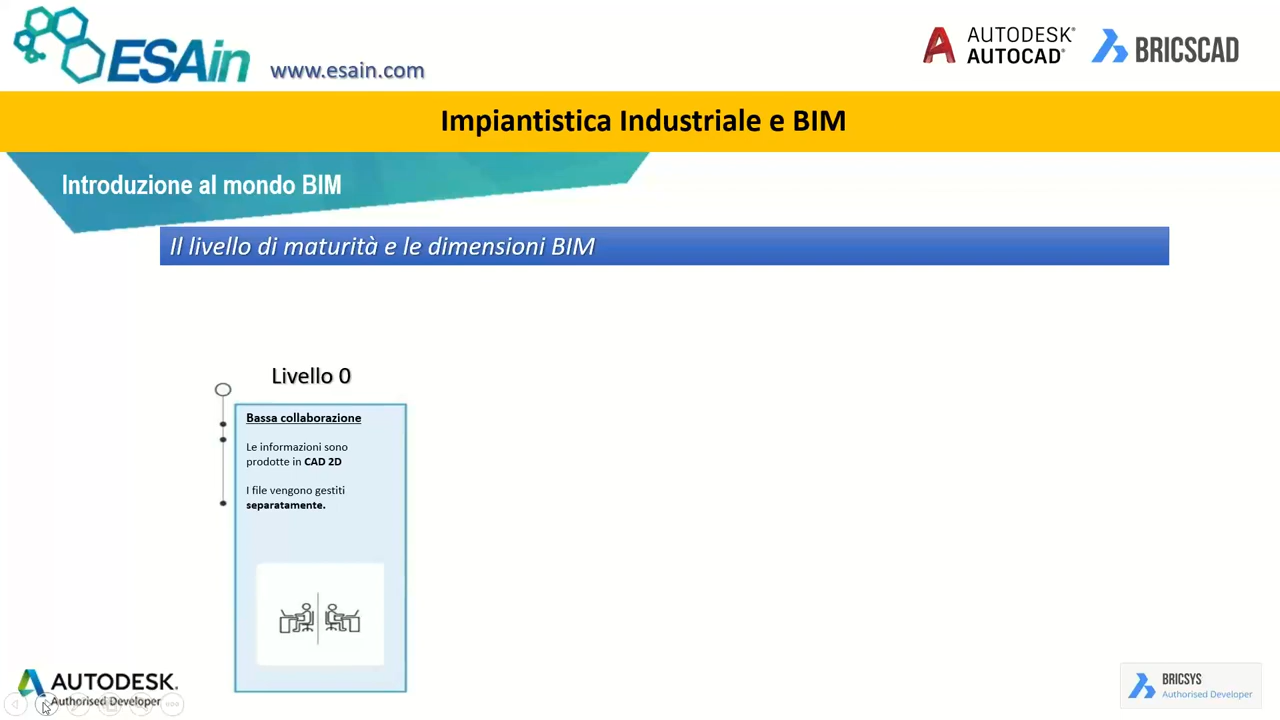 ESAin
www.esain.com
AUTODESK®
AUTOCAD®
BRICSCAD
Impiantistica Industriale e BIM
Introduzione al mondo BIM
Il livello di maturità e le dimensioni BIM
Livello 0
Bassa collaborazione
Le informazioni sono
prodotte in CAD 2D
I file vengono gestiti
separatamente.
AUTODESK.
Authorised Developer
BRICSYS
Authorised Developer